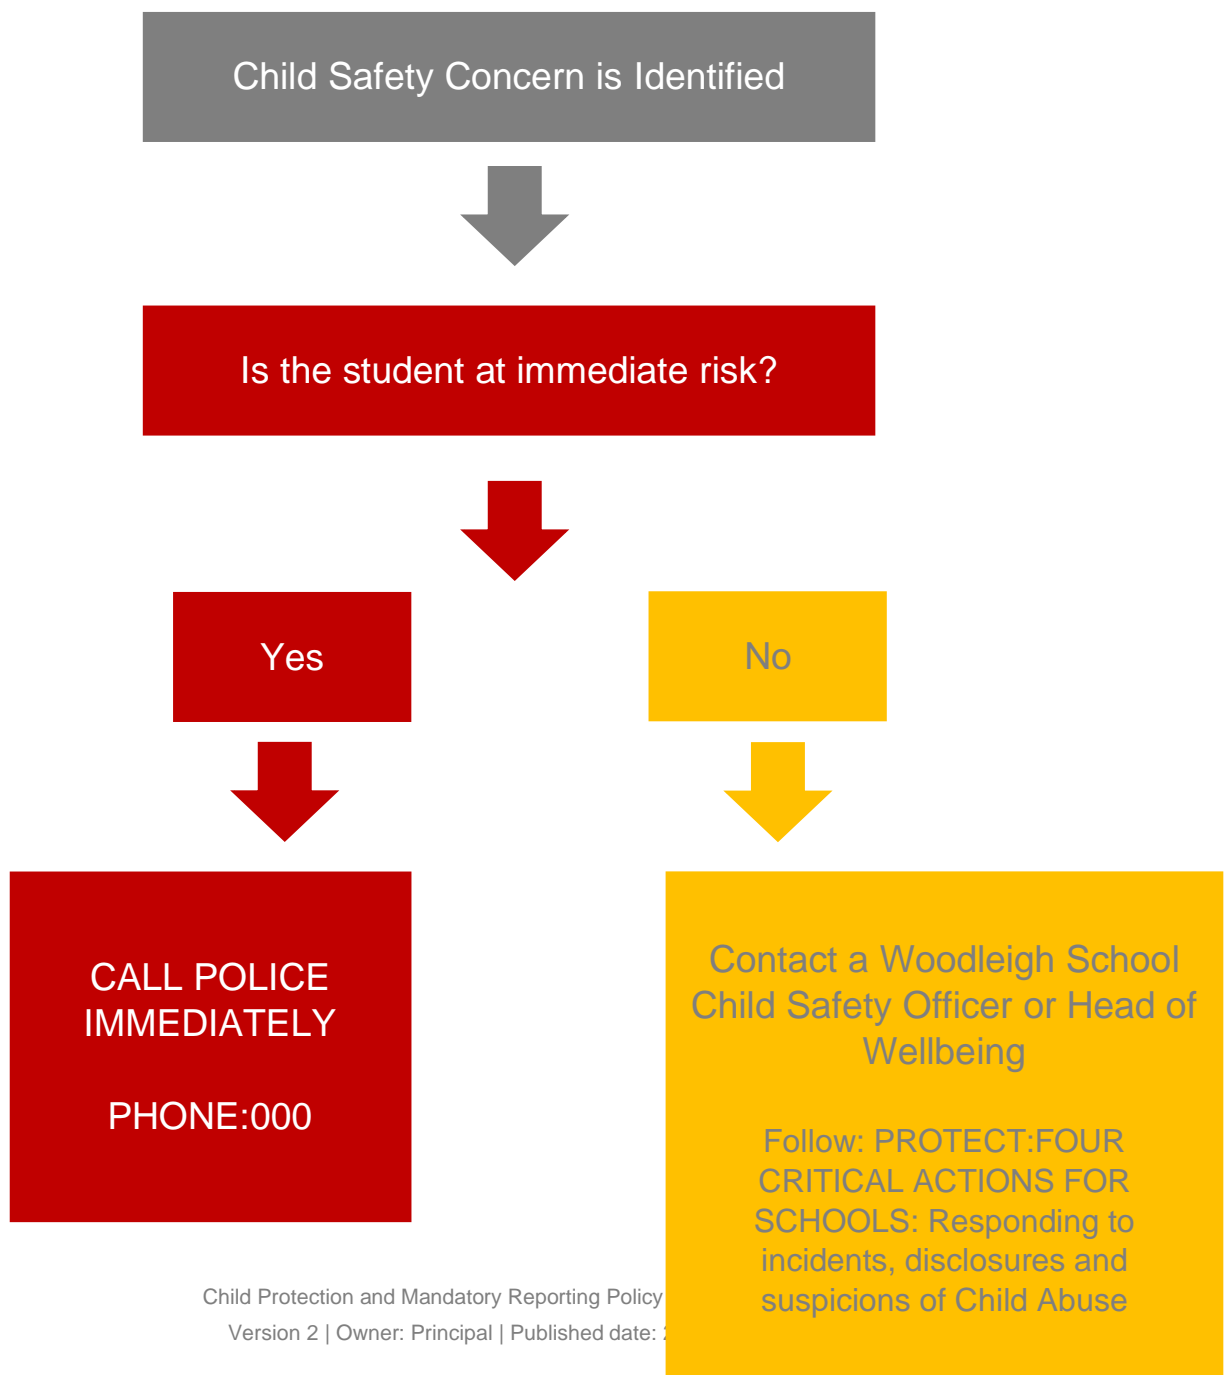 Child Safety Concern is Identified
Is the student at immediate risk?
Yes
No
CALL POLICE
IMMEDIATELY
PHONE:000
Contact a Woodleigh School
Child Safety Officer or Head of
Wellbeing
Follow: PROTECT:FOUR
CRITICAL ACTIONS FOR
SCHOOLS: Responding to
incidents, disclosures and
suspicions of Child Abuse
Child Protection and Mandatory Reporting Policy
Version 2 | Owner: Principal | Published date: